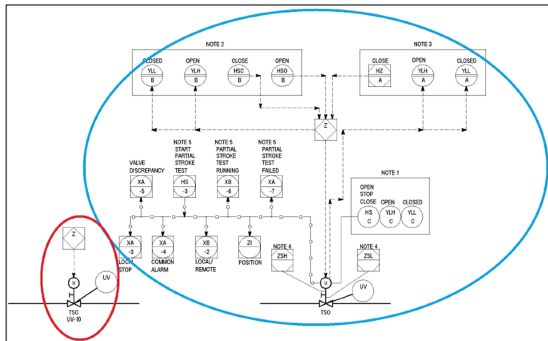 NOTE 2
CLOSED
YLL
B
OPEN
YLH
B
CLOSE
HSC
B
OPEN
HSO
B
NOTE 3
CLOSE
HZ
A
OPEN
YLH
A
CLOSED
YLL
A
Z
VALVE
DISCREPANCY
XA
-5
NOTE 5
START
PARTIAL
STROKE
TEST
HS
-3
NOTE 5
PARTIAL
STROKE
TEST
RUNNING
XB
-6
NOTE 5
PARTIAL
STROKE
TEST
FAILED
XA
-7
NOTE 1
OPEN
STOP
CLOSE
HS
C
OPEN
YLH
C
CLOSED
YLL
C
XA
-3
LOCAL
STOP
XA
-4
COMMON
ALARM
XB
-2
LOCAL/
REMOTE
ZI
POSITION
NOTE 4
ZSH
NOTE 4
ZSL
M
UV
TSO
Z
M
UV
TSO
UV-10